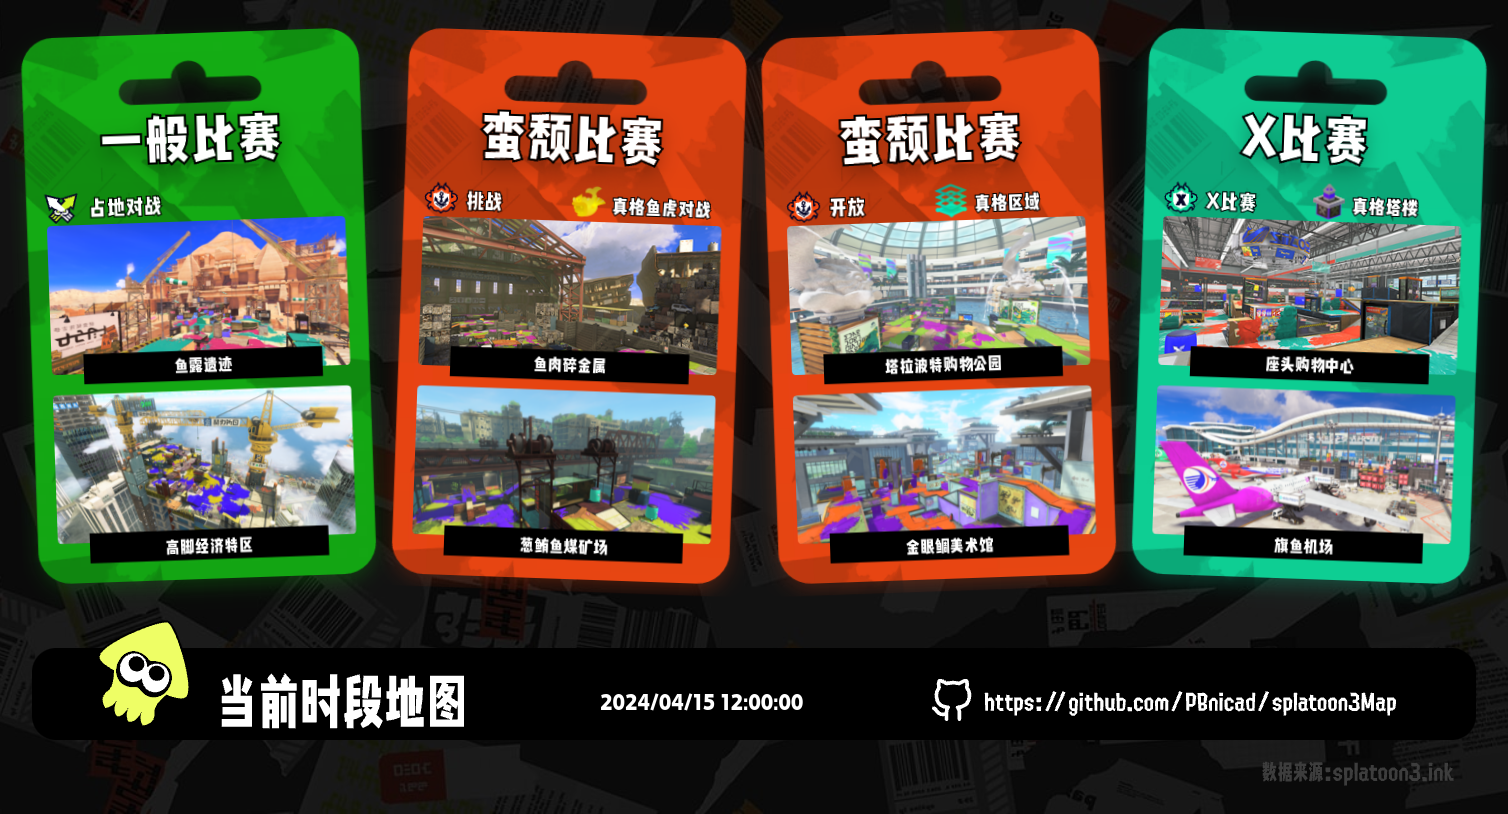 一般比赛
占地对战
鱼露遗迹
高脚经济特区
蛮颓比赛
挑战
真格鱼虎对战
鱼肉碎金属
葱鲔鱼煤矿场
蛮颓比赛
开放
真格区域
塔拉波特购物公园
金眼鲷美术馆
X比赛
X比赛
真格塔楼
座头购物中心
旗鱼机场
当前时段地图
2024/04/15 12:00:00
https://github.com/PBnicad/splatoon3Map
数据来源:splatoon3.ink